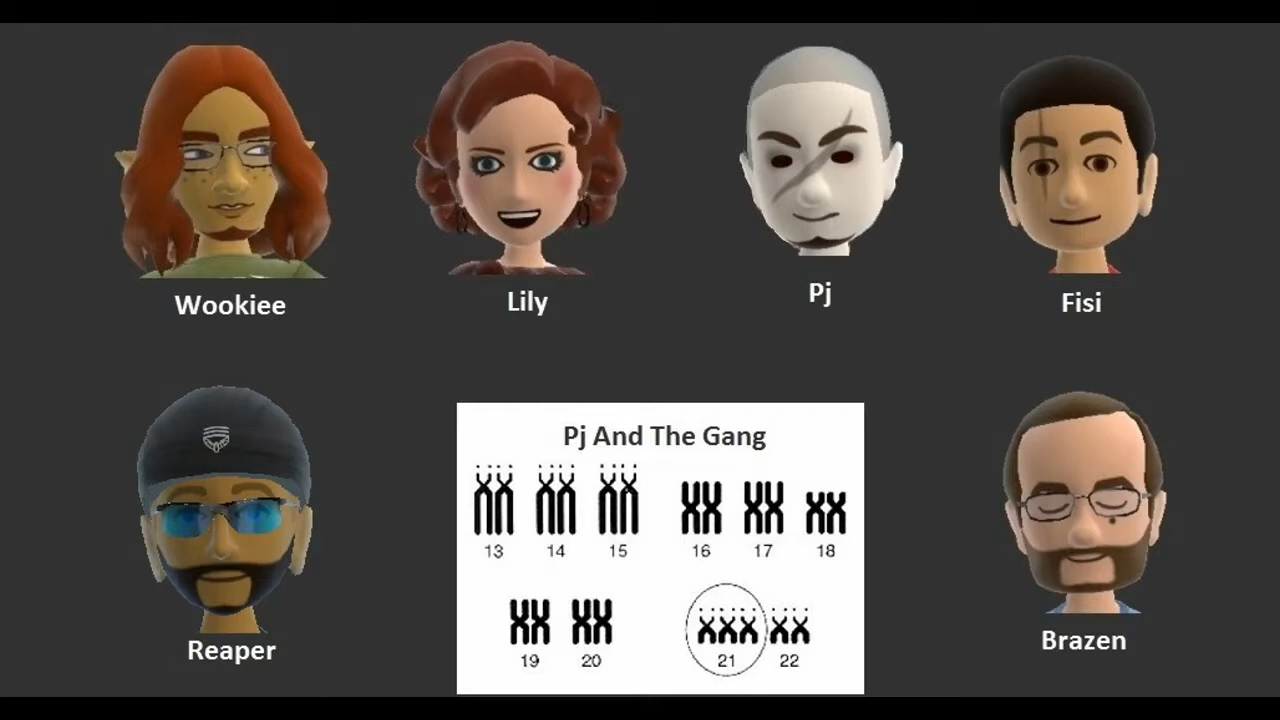 Wookiee
Lily
Pj
Fisi
Reaper
Pj And The Gang
13 14 15 16 17 18
19 20 21 22
Brazen